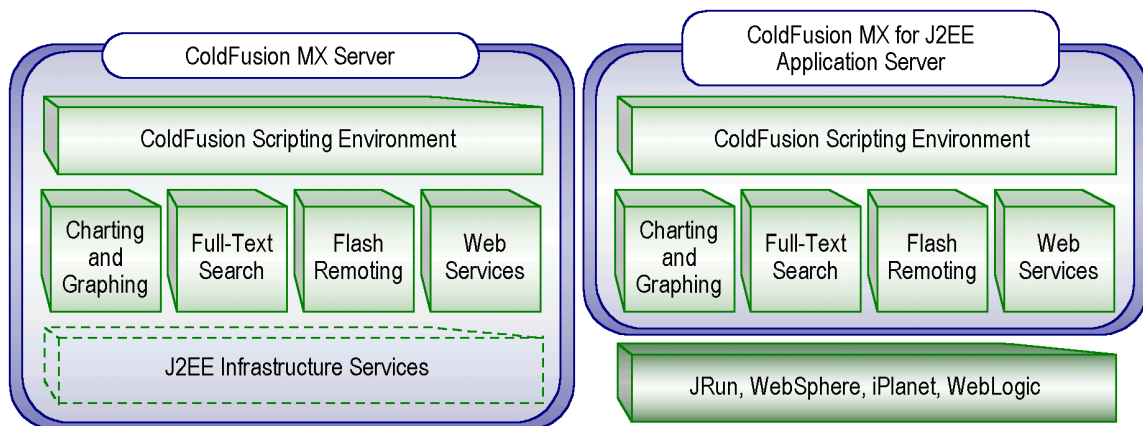 ColdFusion MX Server
ColdFusion Scripting Environment
Charting
and
Graphing
Full-Text
Search
Flash
Remoting
Web
Services
J2EE Infrastructure Services
ColdFusion MX for J2EE
Application Server
ColdFusion Scripting Environment
Charting
and
Graphing
Full-Text
Search
Flash
Remoting
Web
Services
JRun, WebSphere, iPlanet, WebLogic